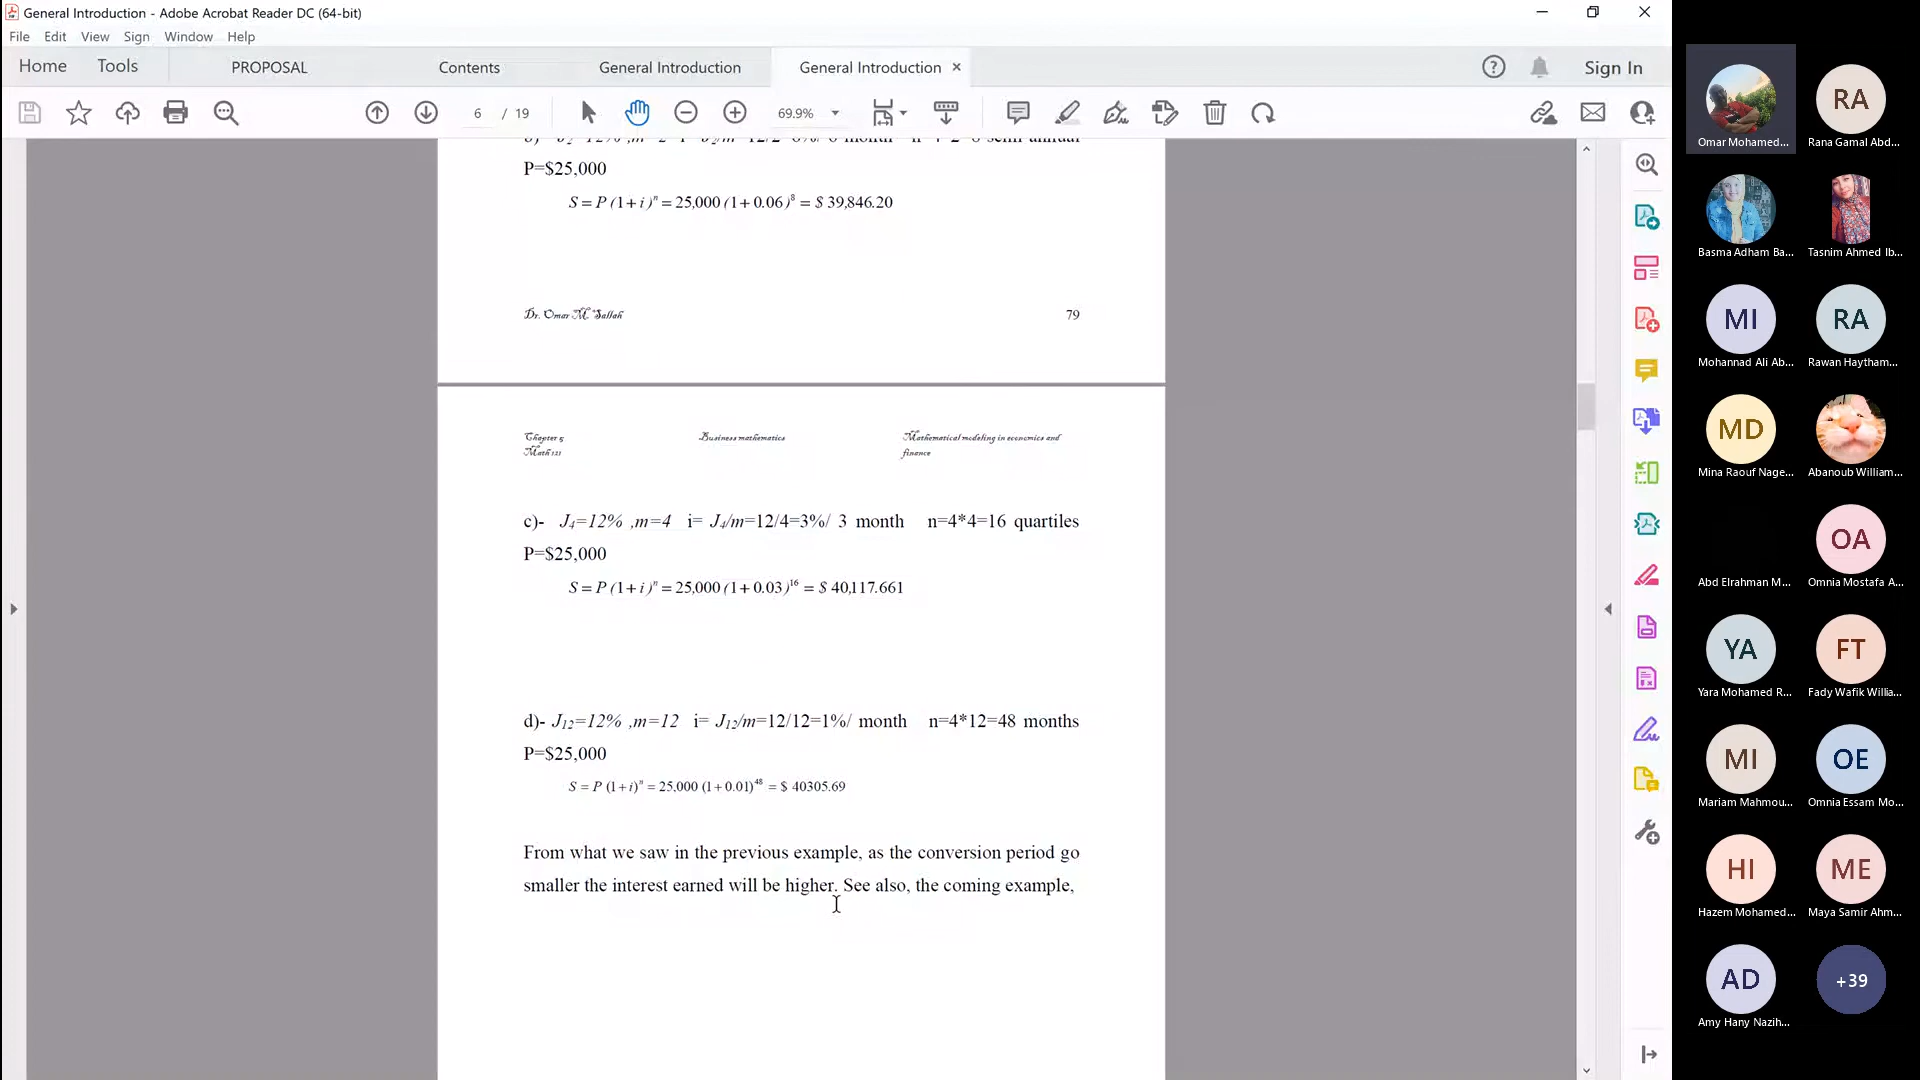 General Introduction - Adobe Acrobat Reader DC (64-bit)
File Edit View Sign Window Help
Home Tools PROPOSAL Contents General Introduction General Introduction × Sign In
6 / 19 69.9%
P=$25,000
S = P (1+i)ⁿ = 25,000 (1+0.06)⁸ = $ 39,846.20
Dr. Omar M. Sallah 79
Chapter 5 Business mathematics Mathematical modeling in economics and
Math 121 finance
c)- J₄=12% ,m=4 i= J₄/m=12/4=3%/ 3 month n=4*4=16 quartiles
P=$25,000
S = P (1+i)ⁿ = 25,000 (1+0.03)¹⁶ = $ 40,117.661
d)- J₁₂=12% ,m=12 i= J₁₂/m=12/12=1%/ month n=4*12=48 months
P=$25,000
S = P (1+i)ⁿ = 25,000 (1+0.01)⁴⁸ = $ 40305.69
From what we saw in the previous example, as the conversion period go
smaller the interest earned will be higher. See also, the coming example,
RA
Omar Mohamed... Rana Gamal Abd...
Basma Adham Ba... Tasnim Ahmed Ib...
MI RA
Mohannad Ali Ab... Rawan Haytham...
MD
Mina Raouf Nage... Abanoub William...
OA
Abd Elrahman M... Omnia Mostafa A...
YA FT
Yara Mohamed R... Fady Wafik Willia...
MI OE
Mariam Mahmou... Omnia Essam Mo...
HI ME
Hazem Mohamed... Maya Samir Ahm...
AD +39
Amy Hany Nazih...